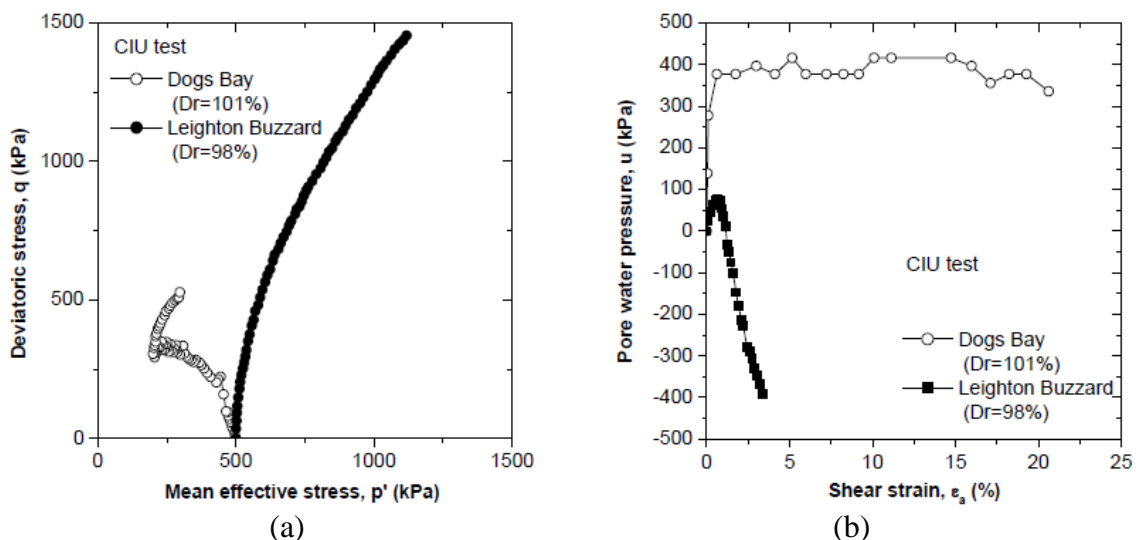 1500
1000
500
0
0
500
1000
1500
Deviatoric stress, q (kPa)
Mean effective stress, p' (kPa)
CIU test
Dogs Bay
(Dr=101%)
Leighton Buzzard
(Dr=98%)
(a)
500
400
300
200
100
0
-100
-200
-300
-400
-500
0
5
10
15
20
25
Pore water pressure, u (kPa)
Shear strain, εₐ (%)
CIU test
Dogs Bay
(Dr=101%)
Leighton Buzzard
(Dr=98%)
(b)